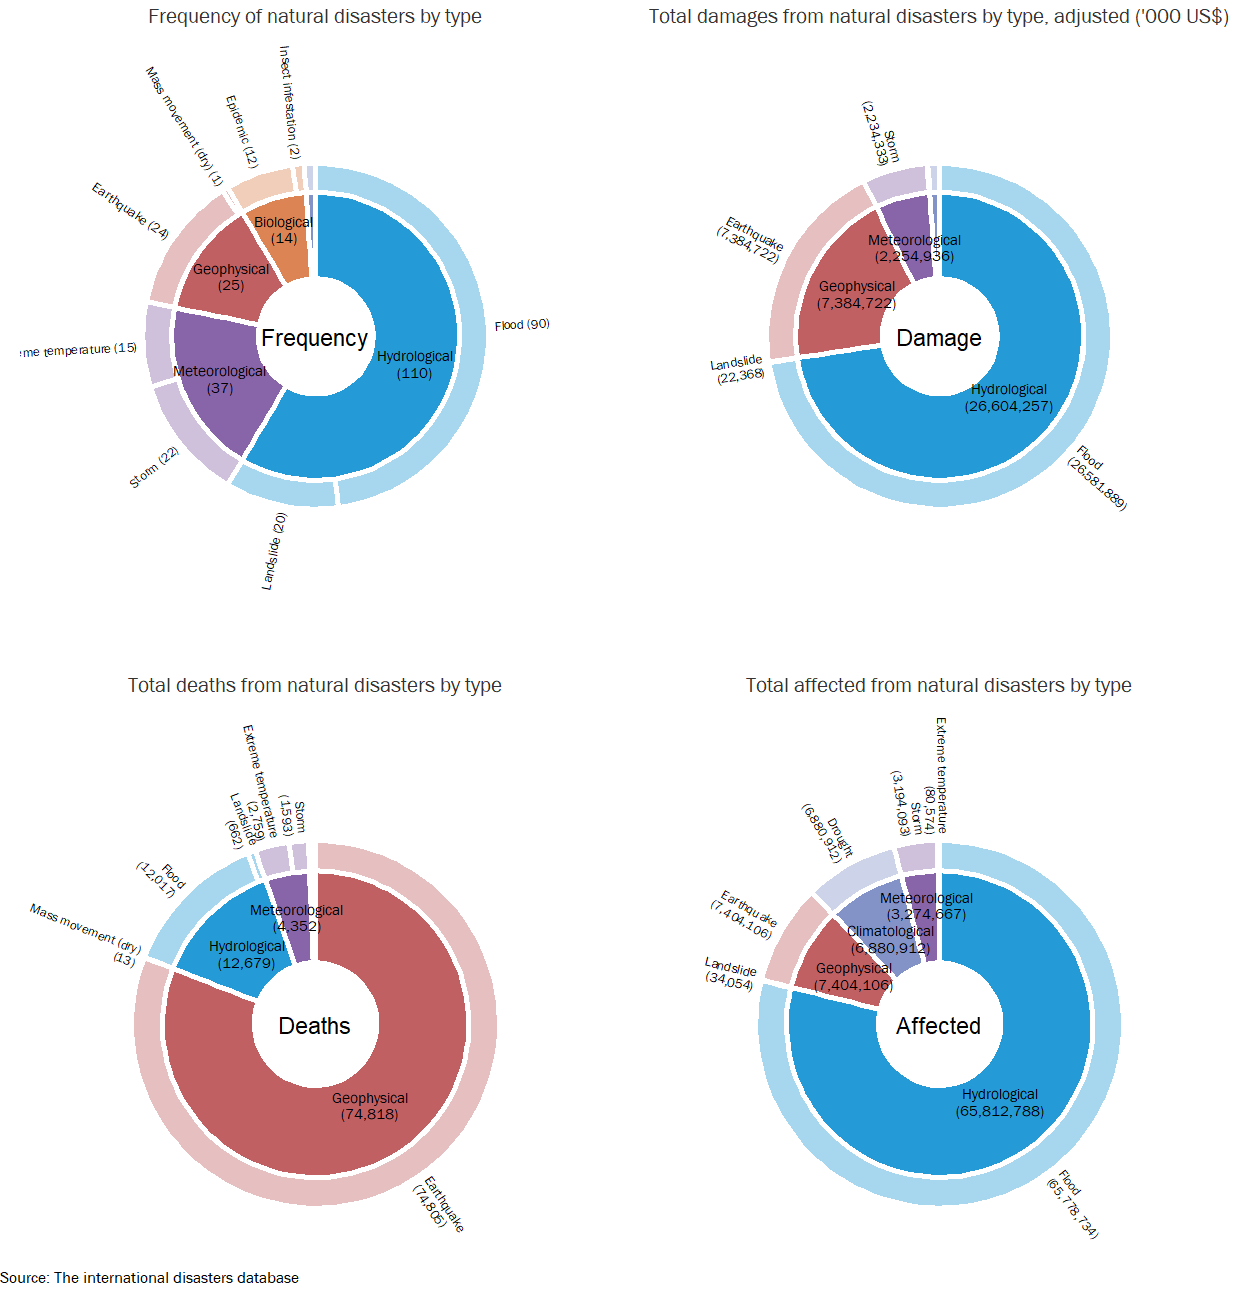 Frequency of natural disasters by type
Insect infestation (2)
Epidemic (12)
Mass movement (dry) (1)
Earthquake (24)
me temperature (15)
Storm (22)
Landslide (20)
Flood (90)
Biological
(14)
Geophysical
(25)
Meteorological
(37)
Hydrological
(110)
Frequency
Total damages from natural disasters by type, adjusted ('000 US$)
Storm
(2,234,333)
Earthquake
(7,384,722)
Landslide
(22,368)
Flood
(26,581,889)
Meteorological
(2,254,936)
Geophysical
(7,384,722)
Hydrological
(26,604,257)
Damage
Total deaths from natural disasters by type
Storm
(1,593)
Extreme temperature
(2,759)
Landslide
(662)
Flood
(12,017)
Mass movement (dry)
(13)
Earthquake
(74,805)
Meteorological
(4,352)
Hydrological
(12,679)
Geophysical
(74,818)
Deaths
Total affected from natural disasters by type
Extreme temperature
(80,574)
Storm
(3,194,093)
Drought
(6,880,912)
Earthquake
(7,404,106)
Landslide
(34,054)
Flood
(65,778,734)
Meteorological
(3,274,667)
Climatological
(6,880,912)
Geophysical
(7,404,106)
Hydrological
(65,812,788)
Affected
Source: The international disasters database